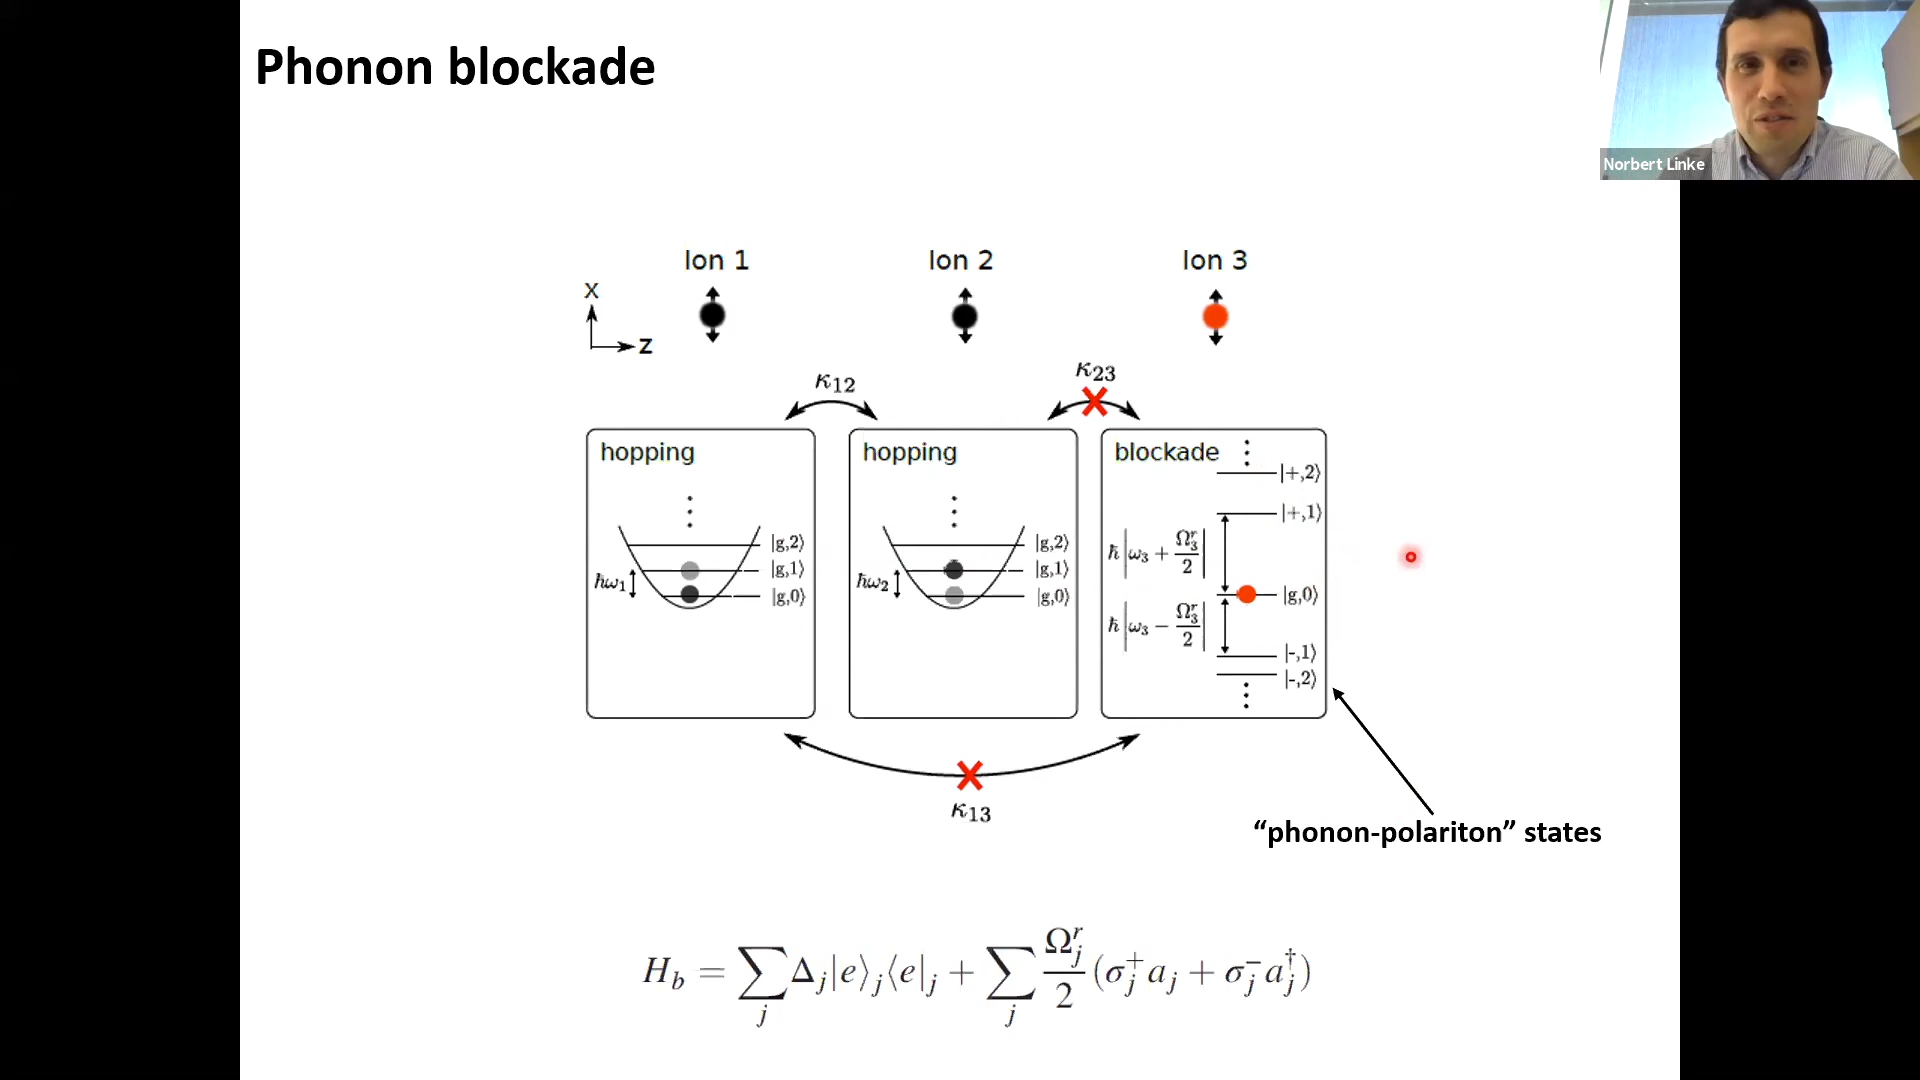 Phonon blockade
Norbert Linke
Ion 1
Ion 2
Ion 3
x
z
κ12
κ23
hopping
|g,2⟩
|g,1⟩
|g,0⟩
ħω1
hopping
|g,2⟩
|g,1⟩
|g,0⟩
ħω2
blockade
|+,2⟩
|+,1⟩
ħ|ω3 + Ω3^r/2|
|g,0⟩
ħ|ω3 − Ω3^r/2|
|-,1⟩
|-,2⟩
κ13
“phonon-polariton” states
H_b = ∑_j Δ_j|e⟩_j⟨e|_j + ∑_j Ω_j^r/2 (σ_j^+ a_j + σ_j^- a_j^†)